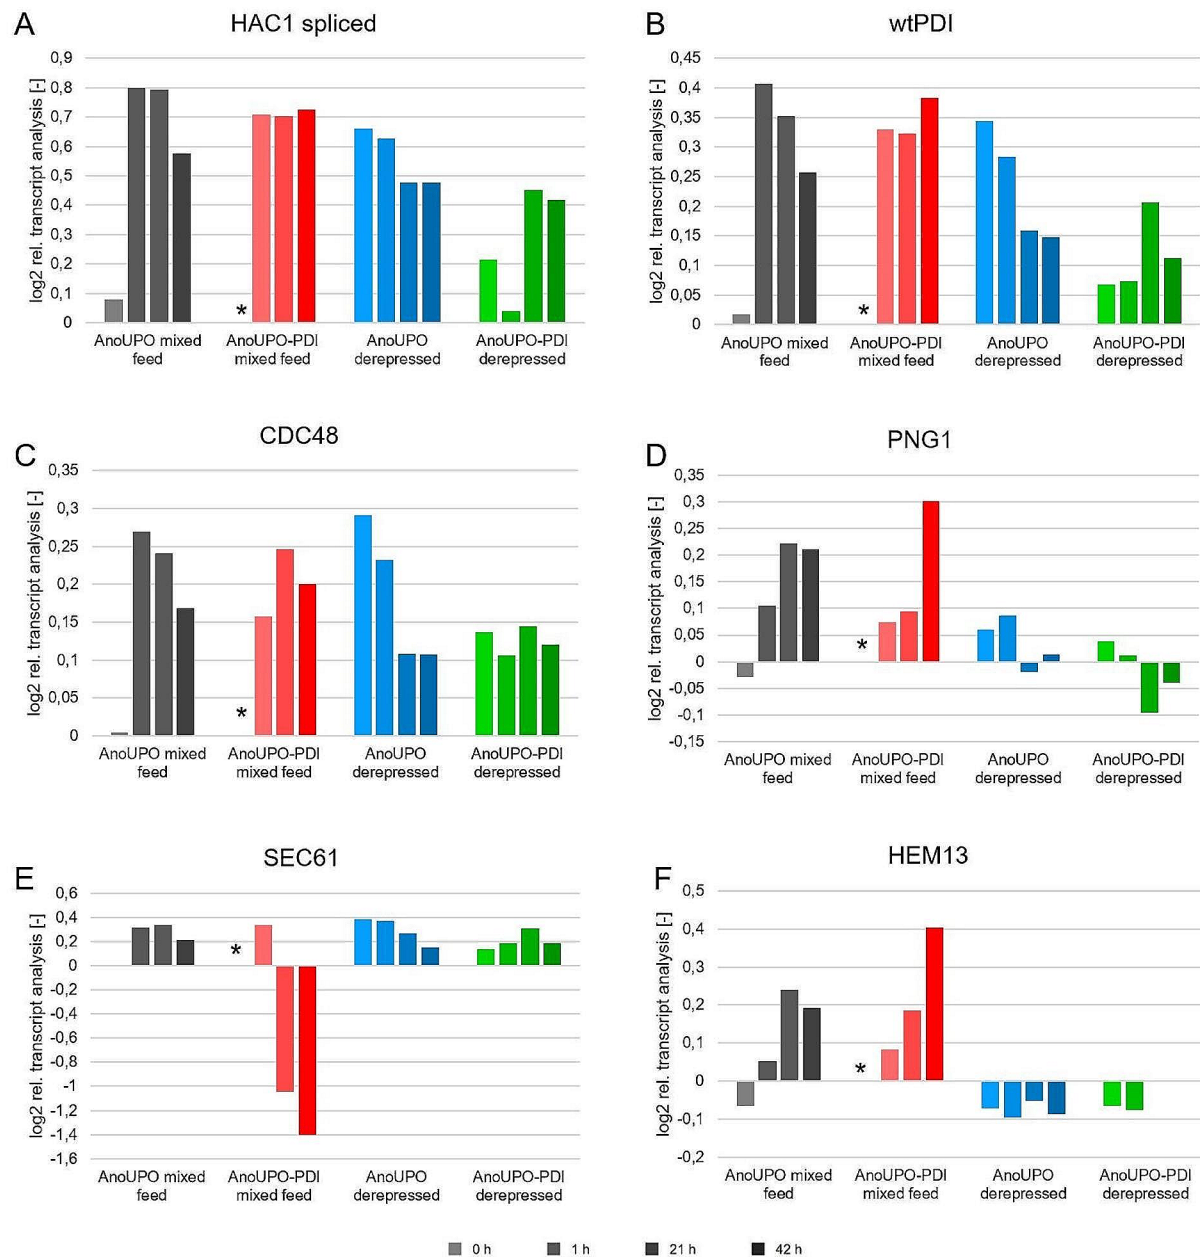 A
HAC1 spliced
log2 rel. transcript analysis [-]
0,9
0,8
0,7
0,6
0,5
0,4
0,3
0,2
0,1
0
*
AnoUPO mixed
feed
AnoUPO-PDI
mixed feed
AnoUPO
derepressed
AnoUPO-PDI
derepressed
B
wtPDI
log2 rel. transcript analysis [-]
0,45
0,4
0,35
0,3
0,25
0,2
0,15
0,1
0,05
0
*
AnoUPO mixed
feed
AnoUPO-PDI
mixed feed
AnoUPO
derepressed
AnoUPO-PDI
derepressed
C
CDC48
log2 rel. transcript analysis [-]
0,35
0,3
0,25
0,2
0,15
0,1
0,05
0
*
AnoUPO mixed
feed
AnoUPO-PDI
mixed feed
AnoUPO
derepressed
AnoUPO-PDI
derepressed
D
PNG1
log2 rel. transcript analysis [-]
0,35
0,3
0,25
0,2
0,15
0,1
0,05
0
-0,05
-0,1
-0,15
*
AnoUPO mixed
feed
AnoUPO-PDI
mixed feed
AnoUPO
derepressed
AnoUPO-PDI
derepressed
E
SEC61
log2 rel. transcript analysis [-]
0,6
0,4
0,2
0
-0,2
-0,4
-0,6
-0,8
-1
-1,2
-1,4
-1,6
*
AnoUPO mixed
feed
AnoUPO-PDI
mixed feed
AnoUPO
derepressed
AnoUPO-PDI
derepressed
F
HEM13
log2 rel. transcript analysis [-]
0,5
0,4
0,3
0,2
0,1
0
-0,1
-0,2
*
AnoUPO mixed
feed
AnoUPO-PDI
mixed feed
AnoUPO
derepressed
AnoUPO-PDI
derepressed
0 h
1 h
21 h
42 h